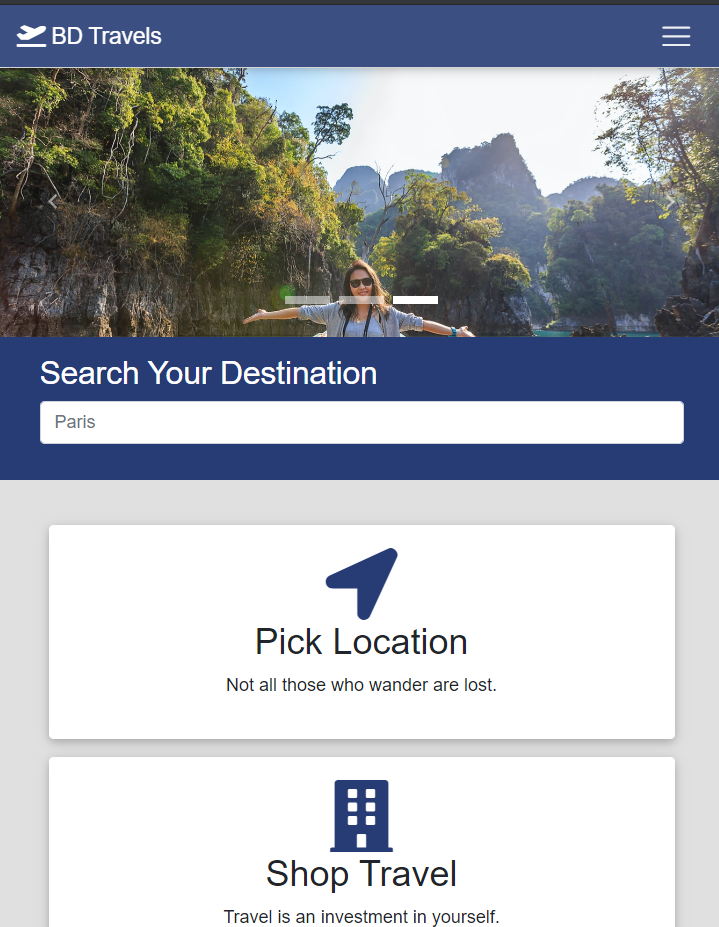 BD Travels
Search Your Destination
Paris
Pick Location
Not all those who wander are lost.
Shop Travel
Travel is an investment in yourself.